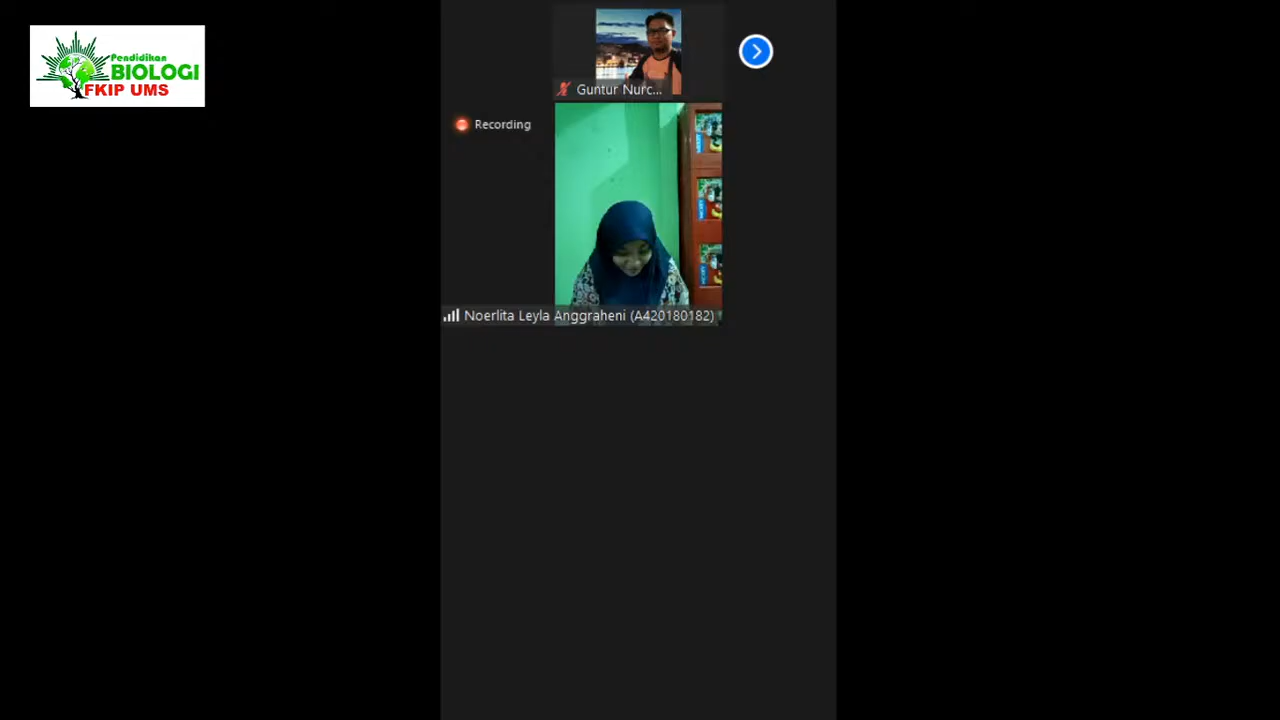 Pendidikan
BIOLOGI
FKIP UMS
Guntur Nurc...
Recording
Noerlita Leyla Anggraheni (A420180182)